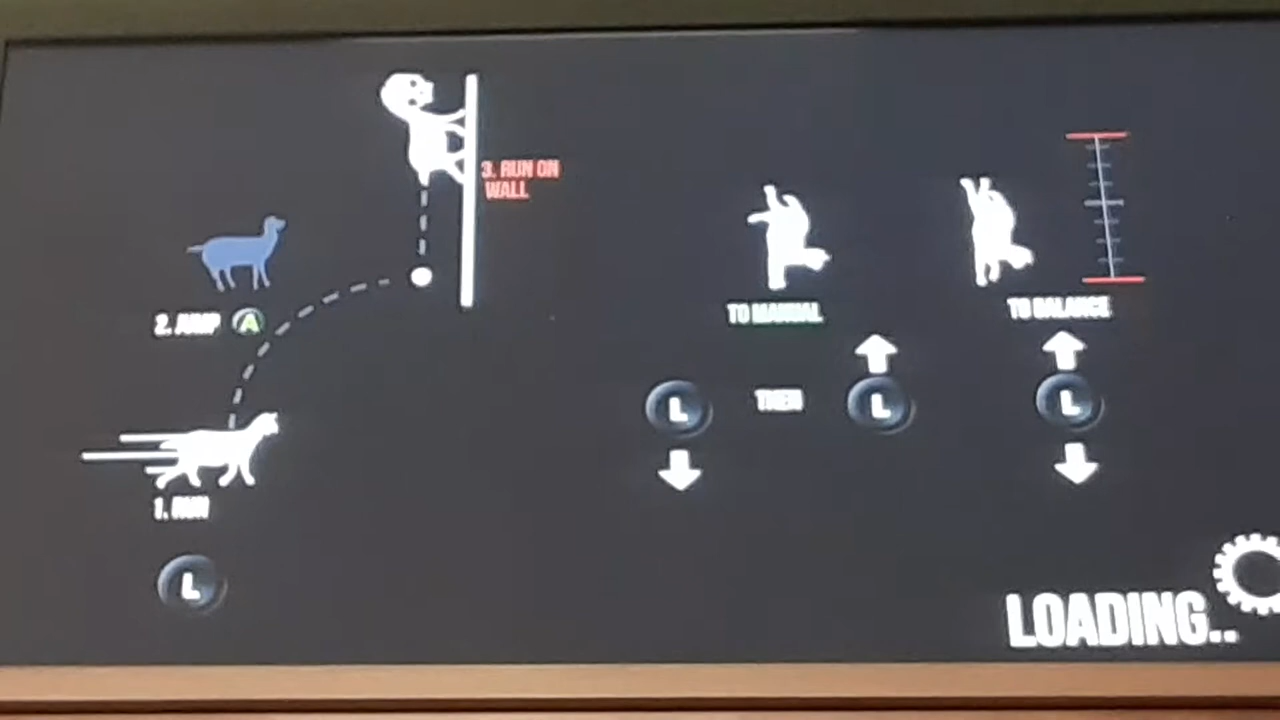 3. RUN ON
WALL
2. JUMP A
1. RUN
L
TO MANUAL
L THEN L
TO BALANCE
L
LOADING..